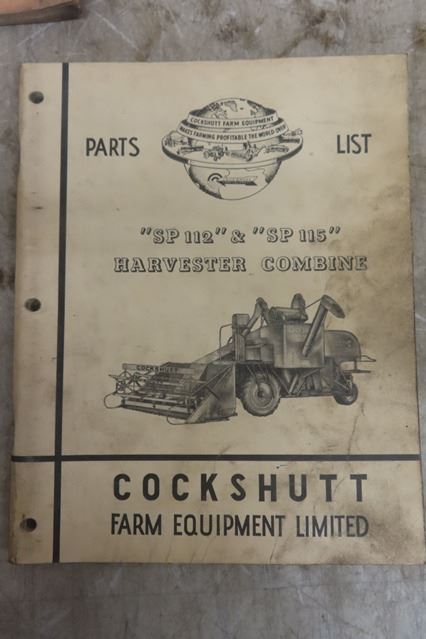 COCKSHUTT FARM EQUIPMENT
MAKES FARMING PROFITABLE THE WORLD OVER
PARTS LIST
"SP 112" & "SP 115"
HARVESTER COMBINE
COCKSHUTT
COCKSHUTT
FARM EQUIPMENT LIMITED